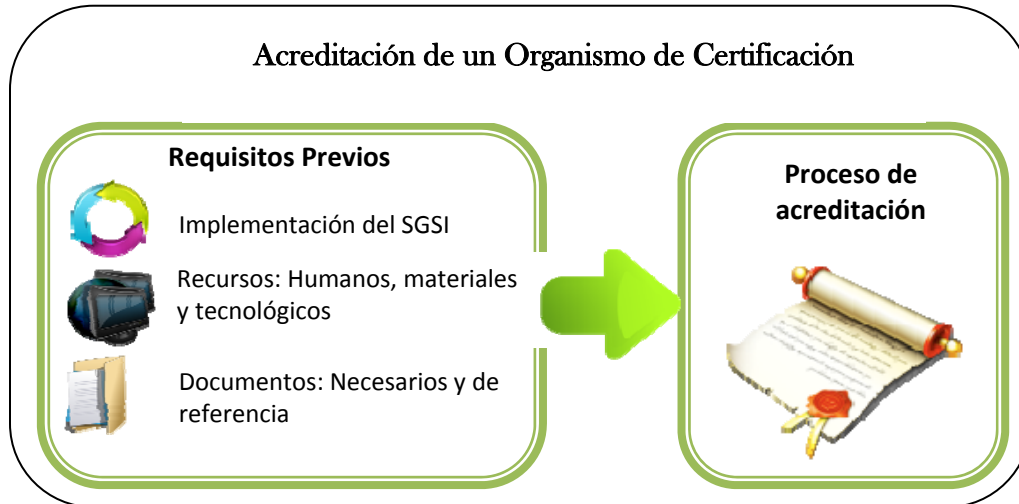 Acreditación de un Organismo de Certificación
Requisitos Previos
Implementación del SGSI
Recursos: Humanos, materiales
y tecnológicos
Documentos: Necesarios y de
referencia
Proceso de
acreditación